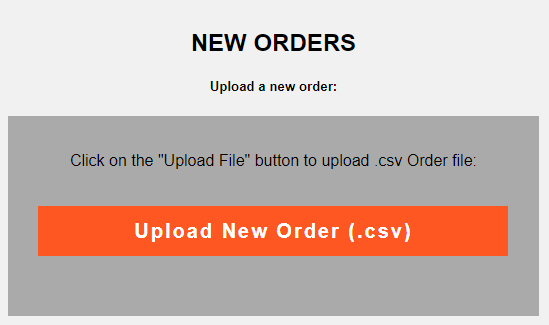 NEW ORDERS
Upload a new order:
Click on the "Upload File" button to upload .csv Order file:
Upload New Order (.csv)